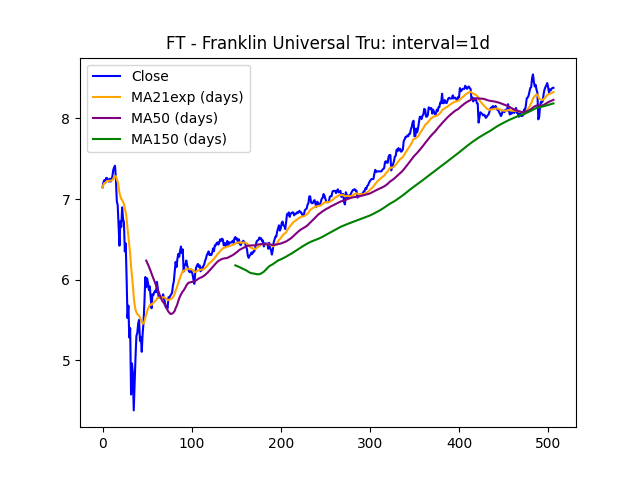 FT - Franklin Universal Tru: interval=1d
Close
MA21exp (days)
MA50 (days)
MA150 (days)
8
7
6
5
0 100 200 300 400 500